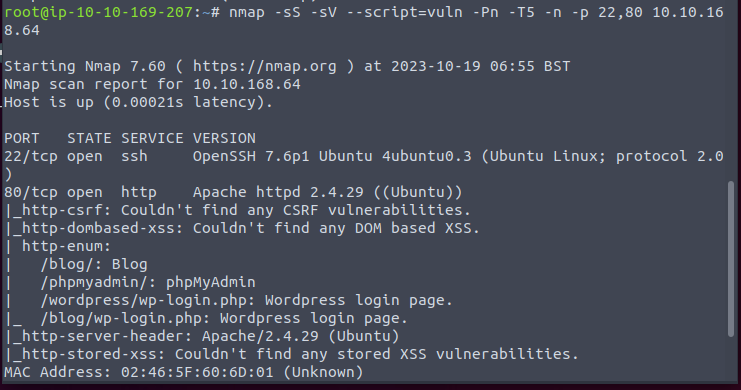 root@ip-10-10-169-207:~# nmap -sS -sV --script=vuln -Pn -T5 -n -p 22,80 10.10.16
8.64
Starting Nmap 7.60 ( https://nmap.org ) at 2023-10-19 06:55 BST
Nmap scan report for 10.10.168.64
Host is up (0.00021s latency).
PORT   STATE SERVICE VERSION
22/tcp open  ssh     OpenSSH 7.6p1 Ubuntu 4ubuntu0.3 (Ubuntu Linux; protocol 2.0
)
80/tcp open  http    Apache httpd 2.4.29 ((Ubuntu))
|_http-csrf: Couldn't find any CSRF vulnerabilities.
|_http-dombased-xss: Couldn't find any DOM based XSS.
| http-enum:
|   /blog/: Blog
|   /phpmyadmin/: phpMyAdmin
|   /wordpress/wp-login.php: Wordpress login page.
|_  /blog/wp-login.php: Wordpress login page.
|_http-server-header: Apache/2.4.29 (Ubuntu)
|_http-stored-xss: Couldn't find any stored XSS vulnerabilities.
MAC Address: 02:46:5F:60:6D:01 (Unknown)